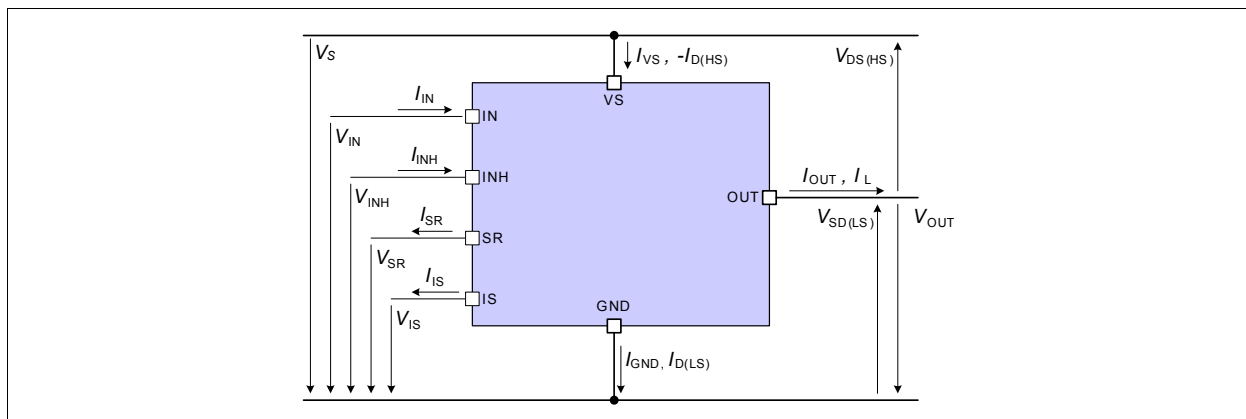 VS
IVS , -ID(HS)
VDS(HS)
VS
IIN
IN
VIN
IINH
INH
VINH
IOUT , IL
OUT
VSD(LS)
VOUT
ISR
SR
VSR
IIS
IS
VIS
GND
IGND, ID(LS)